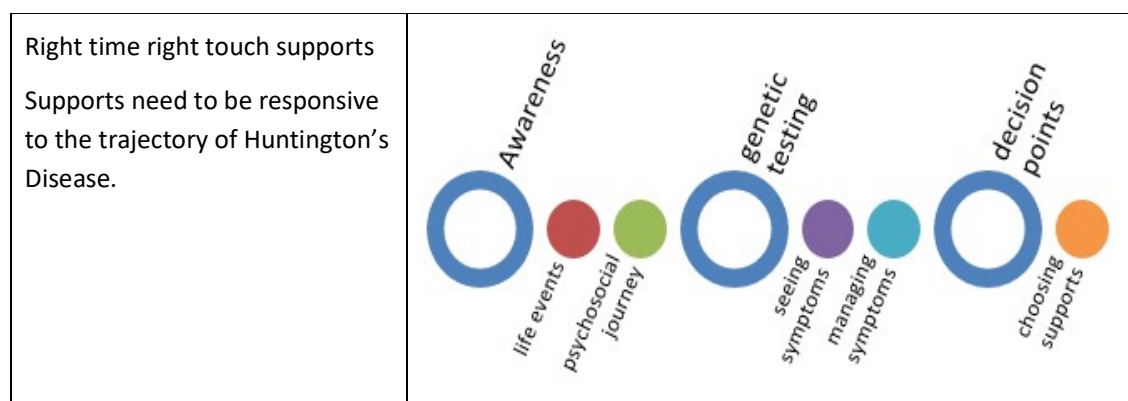 Right time right touch supports
Supports need to be responsive
to the trajectory of Huntington’s
Disease.
Awareness
life events
psychosocial
journey
genetic
testing
seeing
symptoms
managing
symptoms
decision
points
choosing
supports